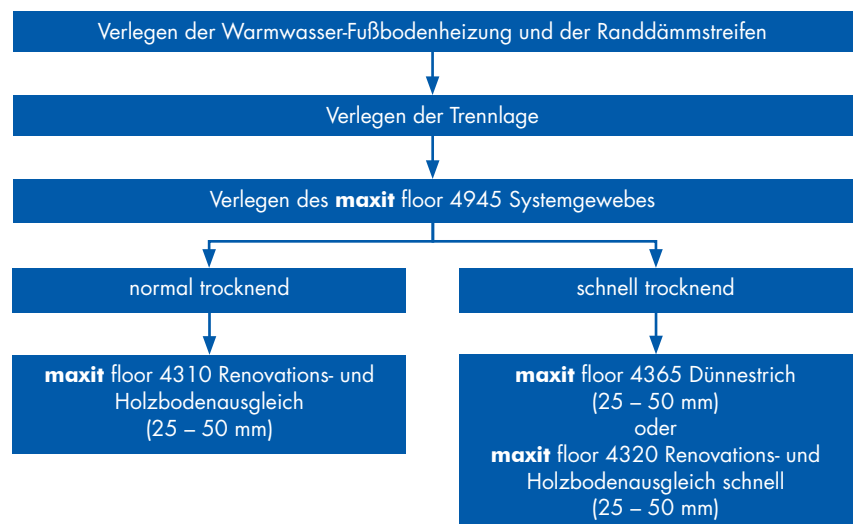 Verlegen der Warmwasser-Fußbodenheizung und der Randdämmstreifen
Verlegen der Trennlage
Verlegen des maxit floor 4945 Systemgewebes
normal trocknend
schnell trocknend
maxit floor 4310 Renovations- und
Holzbodenausgleich
(25 – 50 mm)
maxit floor 4365 Dünnestrich
(25 – 50 mm)
oder
maxit floor 4320 Renovations- und
Holzbodenausgleich schnell
(25 – 50 mm)